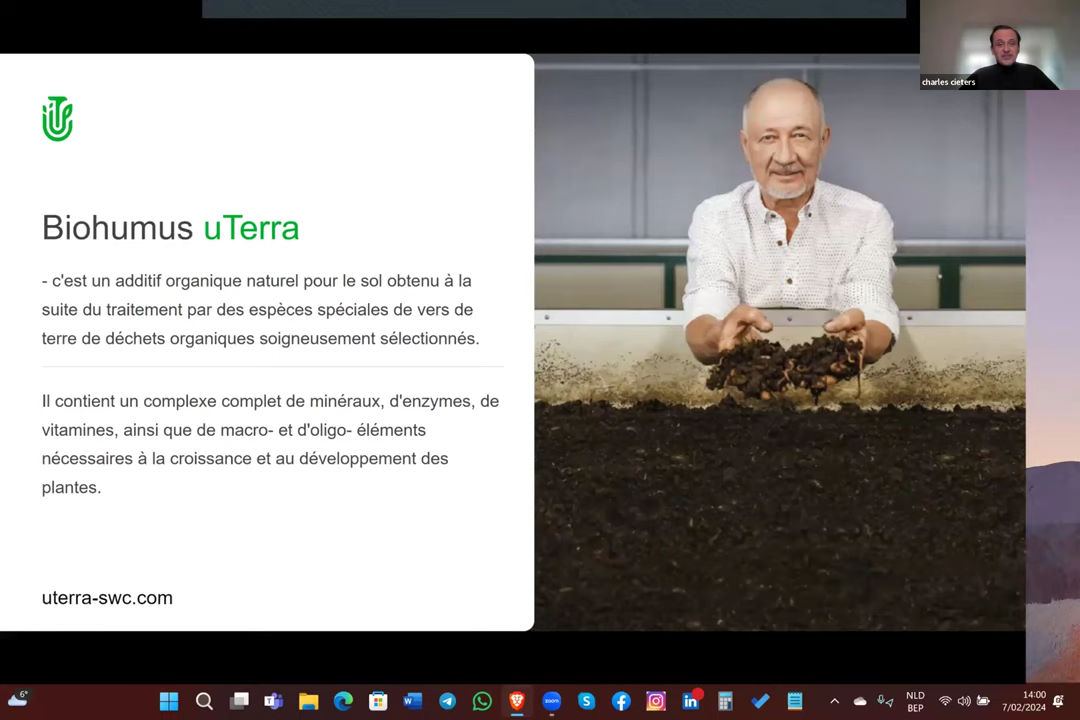 charles cieters
Biohumus uTerra
- c'est un additif organique naturel pour le sol obtenu à la
suite du traitement par des espèces spéciales de vers de
terre de déchets organiques soigneusement sélectionnés.
Il contient un complexe complet de minéraux, d'enzymes, de
vitamines, ainsi que de macro- et d'oligo- éléments
nécessaires à la croissance et au développement des
plantes.
uterra-swc.com
6°
zoom
NLD
BEP
14:00
7/02/2024